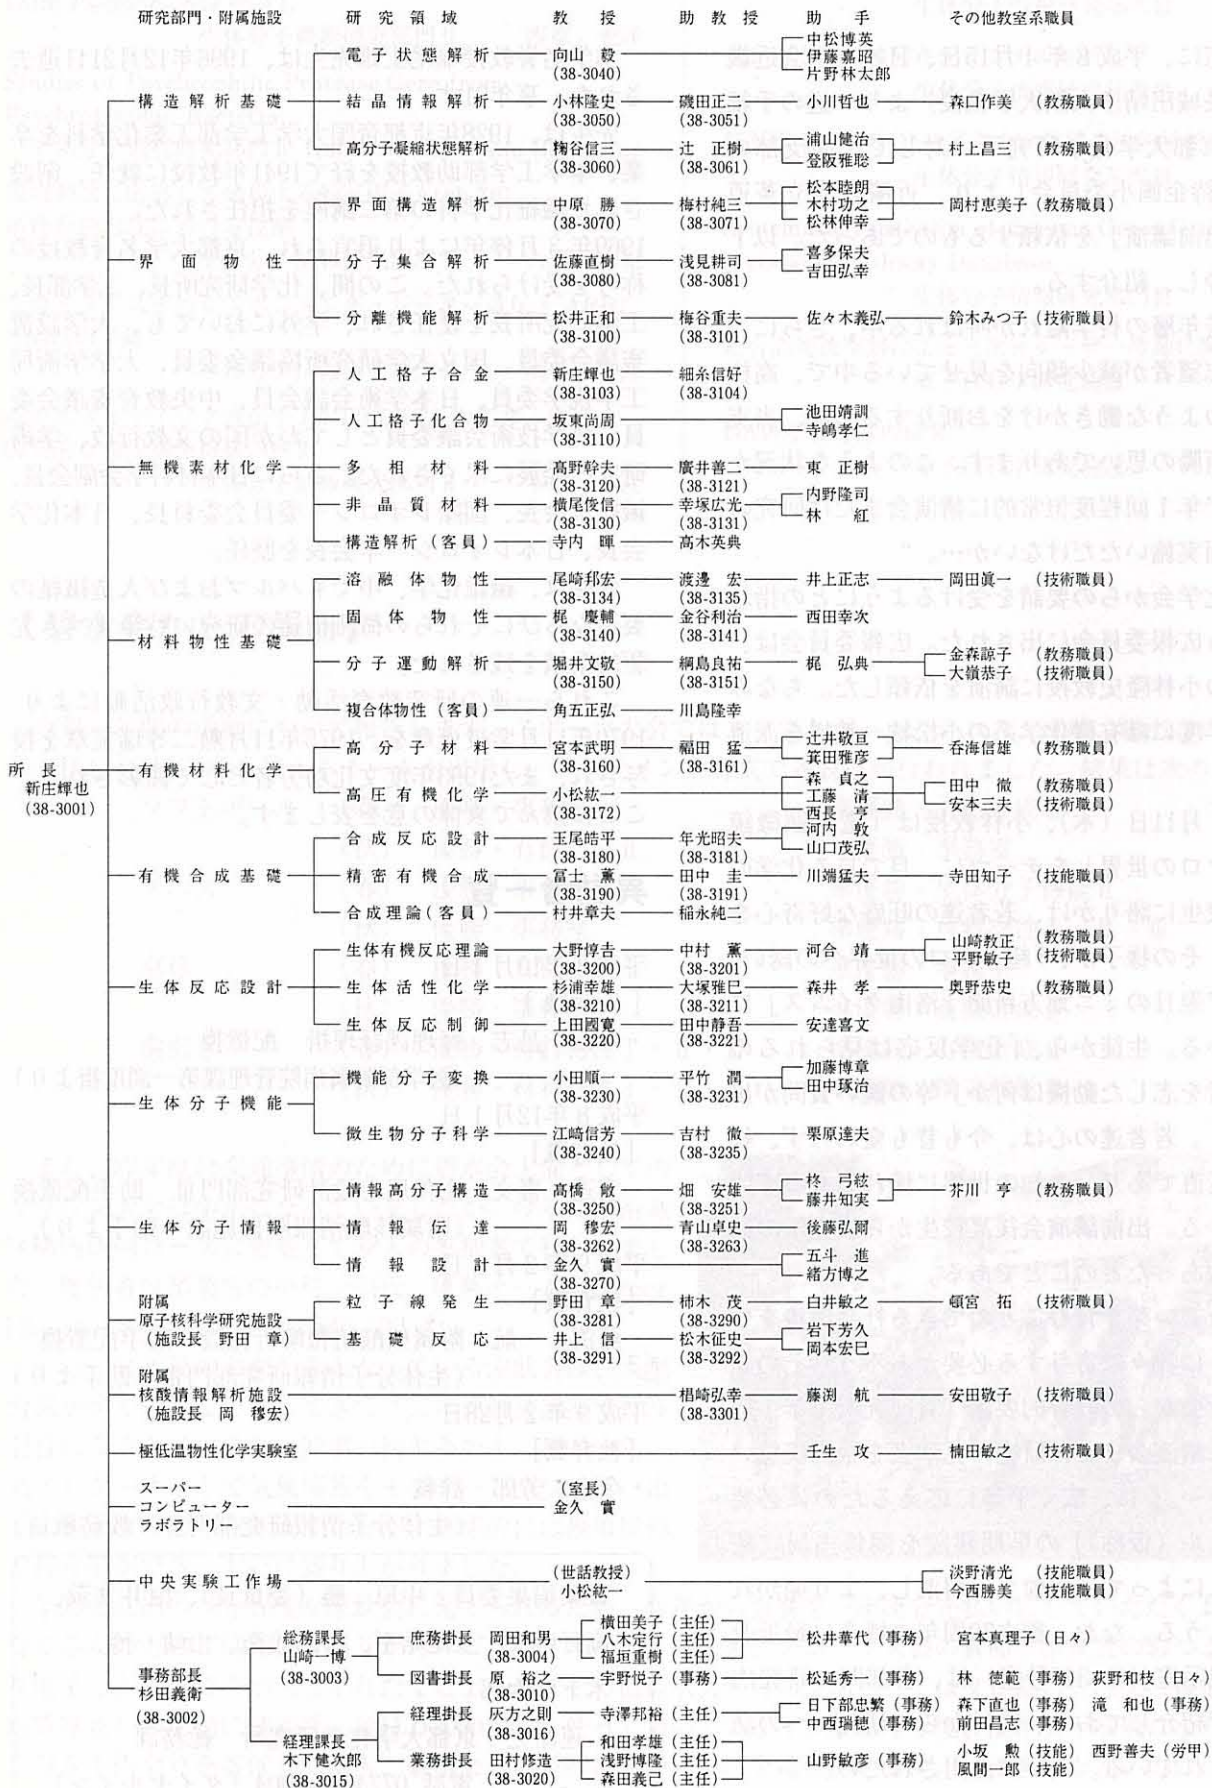 研究部門・附属施設 研究領域 教授 助教授 助手 その他教室系職員
中松博英
電子状態解析 向山 毅 伊藤嘉昭
(38-3040) 片野林太郎
構造解析基礎 結晶情報解析 小林隆史 磯田正二 小川哲也 森口作美 (教務職員)
(38-3050) (38-3051)
浦山健治
高分子凝縮状態解析 麴谷信三 辻 正樹 村上昌三 (教務職員)
(38-3060) (38-3061) 登阪雅聡
松本睦朗
界面構造解析 中原 勝 梅村純三 木村功之 岡村恵美子 (教務職員)
(38-3070) (38-3071) 松林伸幸
喜多保夫
界面物性 分子集合解析 佐藤直樹 浅見耕司
(38-3080) (38-3081) 吉田弘幸
分離機能解析 松井正和 梅谷重夫 佐々木義弘 鈴木みつ子 (技術職員)
(38-3100) (38-3101)
人工格子合金 新庄輝也 細糸信好
(38-3103) (38-3104)
人工格子化合物 坂東尚周 池田靖訓
(38-3110) 寺嶋孝仁
無機素材化学 多相材料 高野幹夫 廣井善二 東 正樹
(38-3120) (38-3121)
内野隆司
非晶質材料 横尾俊信 幸塚広光
(38-3130) (38-3131) 林 紅
構造解析(客員) 寺内 暉 高木英典
溶融体物性 尾崎邦宏 渡邊 宏 井上正志 岡田眞一 (技術職員)
(38-3134) (38-3135)
材料物性基礎 固体物性 梶 慶輔 金谷利治 西田幸次
(38-3140) (38-3141)
金森諒子 (教務職員)
分子運動解析 堀井文敬 綱島良祐 梶 弘典
(38-3150) (38-3151) 大嶺恭子 (技術職員)
複合体物性(客員) 角五正弘 川島隆幸
辻井敬亘
高分子材料 宮本武明 福田 猛 呑海信雄 (教務職員)
(38-3160) (38-3161) 箕田雅彦
所長 有機材料化学
新庄輝也
(38-3001)
森 貞之 田中 徹 (教務職員)
高圧有機化学 小松紘一 工藤 清
(38-3172) 西長 亨 安本三夫 (技術職員)
河内 敦
合成反応設計 玉尾皓平 年光昭夫
(38-3180) (38-3181) 山口茂弘
有機合成基礎 精密有機合成 冨士 薫 田中 圭 川端猛夫 寺田知子 (技能職員)
(38-3190) (38-3191)
合成理論(客員) 村井章夫 稲永純二
山崎教正 (教務職員)
生体有機反応理論 大野惇吉 中村 薫 河合 靖
(38-3200) (38-3201) 平野敏子 (技術職員)
生体反応設計 生体活性化学 杉浦幸雄 大塚雅巳 森井 孝 奥野恭史 (教務職員)
(38-3210) (38-3211)
生体反応制御 上田國寛 田中静吾 安達喜文
(38-3220) (38-3221)
加藤博章
機能分子変換 小田順一 平竹 潤
(38-3230) (38-3231) 田中琢治
生体分子機能
微生物分子科学 江崎信芳 吉村 徹 栗原達夫
(38-3240) (38-3235)
柊 弓絃
情報高分子構造 高橋 敢 畑 安雄 芥川 亨 (教務職員)
(38-3250) (38-3251) 藤井知実
生体分子情報 情報伝達 岡 穆宏 青山卓史 後藤弘爾
(38-3262) (38-3263)
五斗 進
情報設計 金久 實
(38-3270) 緒方博之
附属 粒子線発生 野田 章 柿木 茂 白井敏之 頓宮 拓 (技術職員)
原子核科学研究施設 (38-3281) (38-3290)
(施設長 野田 章) 岩下芳久
基礎反応 井上 信 松木征史
(38-3291) (38-3292) 岡本宏巳
附属
核酸情報解析施設 椙崎弘幸 藤渕 航 安田敬子 (技術職員)
(施設長 岡 穆宏) (38-3301)
極低温物性化学実験室 壬生 攻 楠田敏之 (技術職員)
スーパー (室長)
コンピューター 金久 實
ラボラトリー
中央実験工作場 (世話教授) 淡野清光 (技能職員)
小松紘一 今西勝美 (技能職員)
横田美子(主任)
総務課長 庶務掛長 岡田和男 八木定行(主任) 松井華代(事務) 宮本真理子(日々)
山崎一博 (38-3004) 福垣重樹(主任)
(38-3003) 図書掛長 原 裕之 宇野悦子(事務) 松延秀一(事務) 林 徳範(事務) 荻野和枝(日々)
(38-3010)
事務部長
杉田義衛
(38-3002)
経理掛長 灰方之則 寺澤邦裕(主任) 日下部忠繁(事務) 森下直也(事務) 滝 和也(事務)
(38-3016) 中西瑞穂(事務) 前田昌志(事務)
経理課長 和田孝雄(主任)
木下健次郎 業務掛長 田村修造 浅野博隆(主任) 山野敏彦(事務) 小坂 勲(技能) 西野善夫(労甲)
(38-3015) (38-3020) 森田義己(主任) 風間一郎(技能)